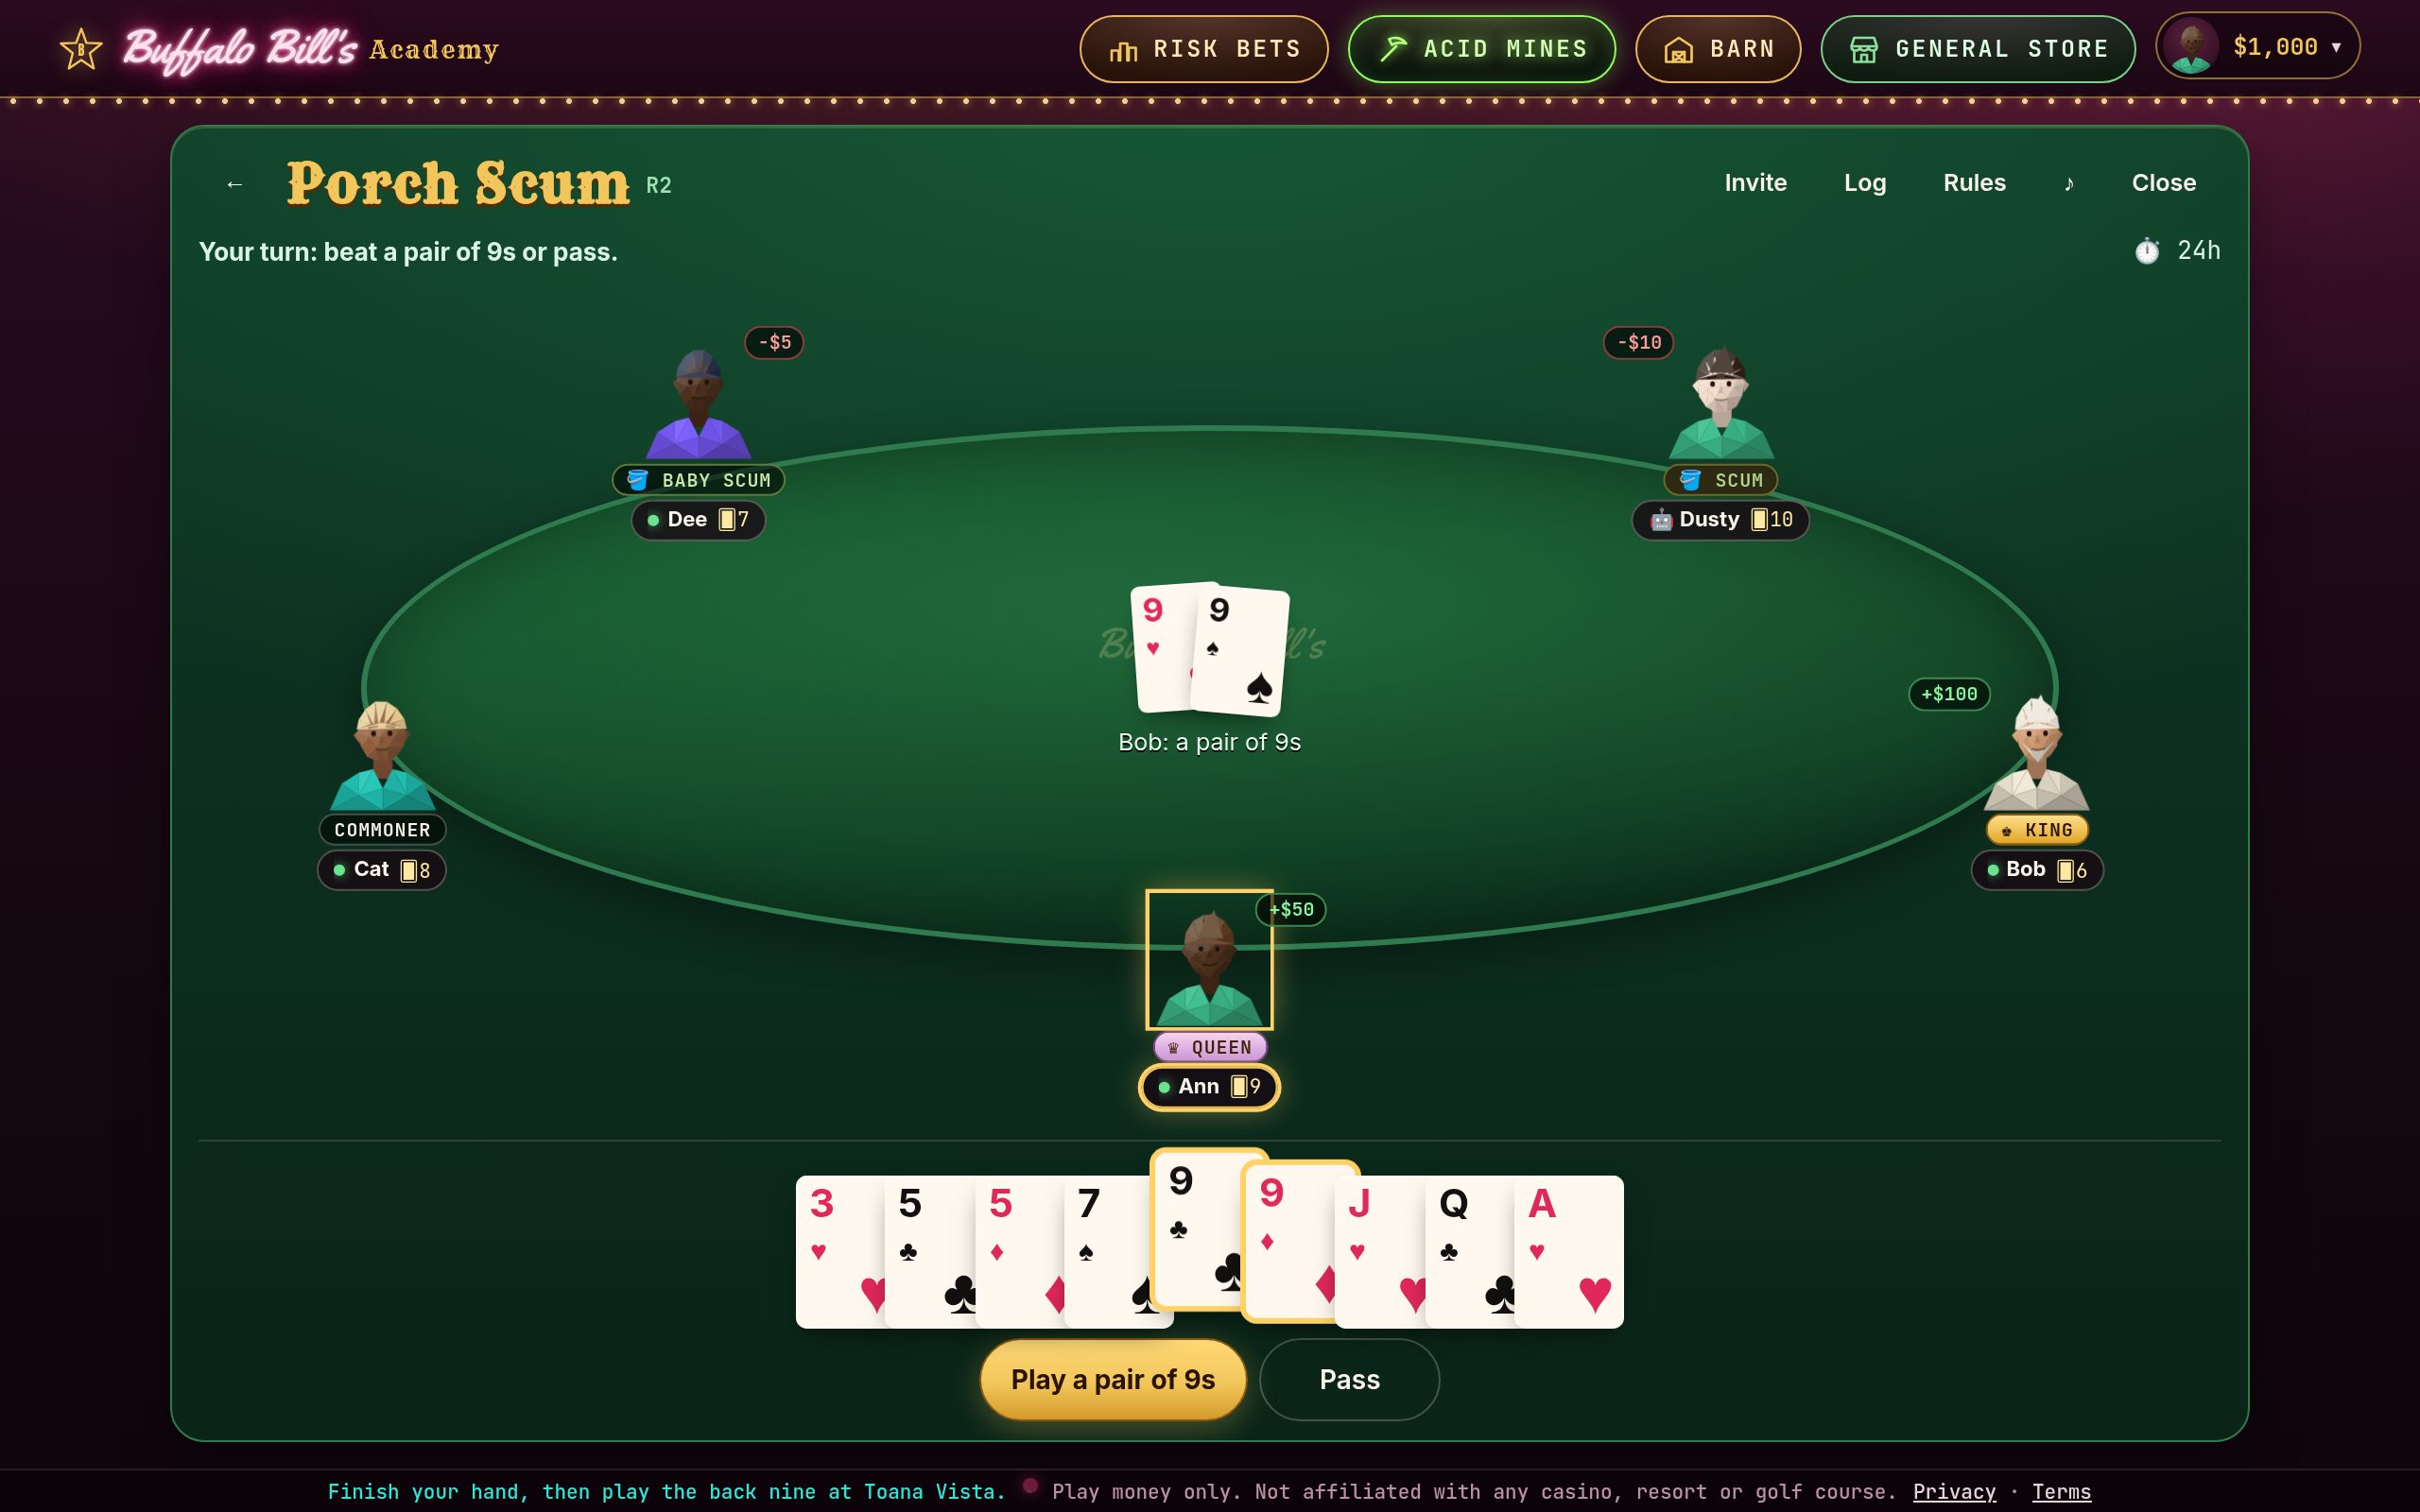 B Buffalo Bill's Academy
RISK BETS
ACID MINES
BARN
GENERAL STORE
$1,000 ▼
← Porch Scum R2
Invite Log Rules ♪ Close
Your turn: beat a pair of 9s or pass.
24h
-$5
BABY SCUM
Dee 7
-$10
SCUM
Dusty 10
9 9
Bob: a pair of 9s
COMMONER
Cat 8
+$100
KING
Bob 6
+$50
QUEEN
Ann 9
3 5 5 7 9 9 J Q A
Play a pair of 9s
Pass
Finish your hand, then play the back nine at Toana Vista. Play money only. Not affiliated with any casino, resort or golf course. Privacy · Terms